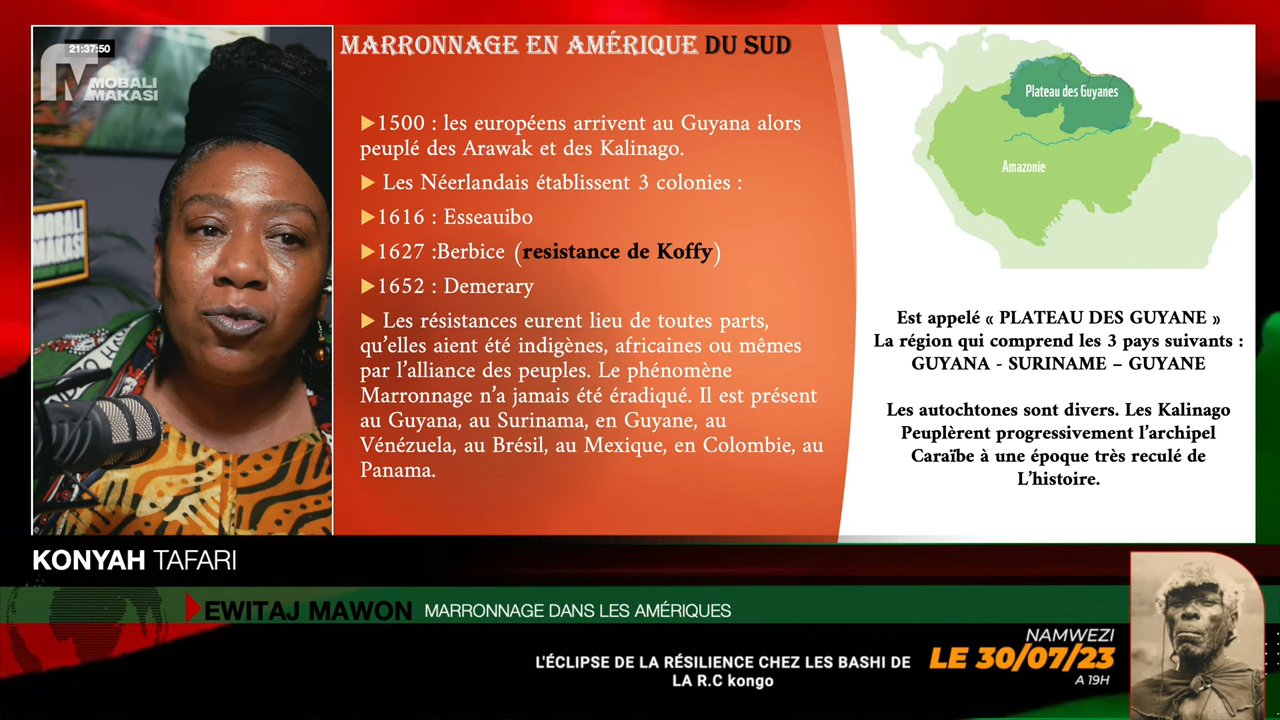 21:37:50
MOBALI
MAKASI
MOBALI
MAKASI
MARRONNAGE EN AMÉRIQUE DU SUD
1500 : les européens arrivent au Guyana alors
peuplé des Arawak et des Kalinago.
Les Néerlandais établissent 3 colonies :
1616 : Esseauibo
1627 :Berbice (resistance de Koffy)
1652 : Demerary
Les résistances eurent lieu de toutes parts,
qu’elles aient été indigènes, africaines ou mêmes
par l’alliance des peuples. Le phénomène
Marronnage n’a jamais été éradiqué. Il est présent
au Guyana, au Surinama, en Guyane, au
Vénézuela, au Brésil, au Mexique, en Colombie, au
Panama.
Plateau des Guyanes
Amazonie
Est appelé « PLATEAU DES GUYANE »
La région qui comprend les 3 pays suivants :
GUYANA - SURINAME – GUYANE
Les autochtones sont divers. Les Kalinago
Peuplèrent progressivement l’archipel
Caraïbe à une époque très reculé de
L’histoire.
KONYAH TAFARI
EWITAJ MAWON MARRONNAGE DANS LES AMÉRIQUES
L'ÉCLIPSE DE LA RÉSILIENCE CHEZ LES BASHI DE
LA R.C kongo
NAMWEZI
LE 30/07/23
A 19H